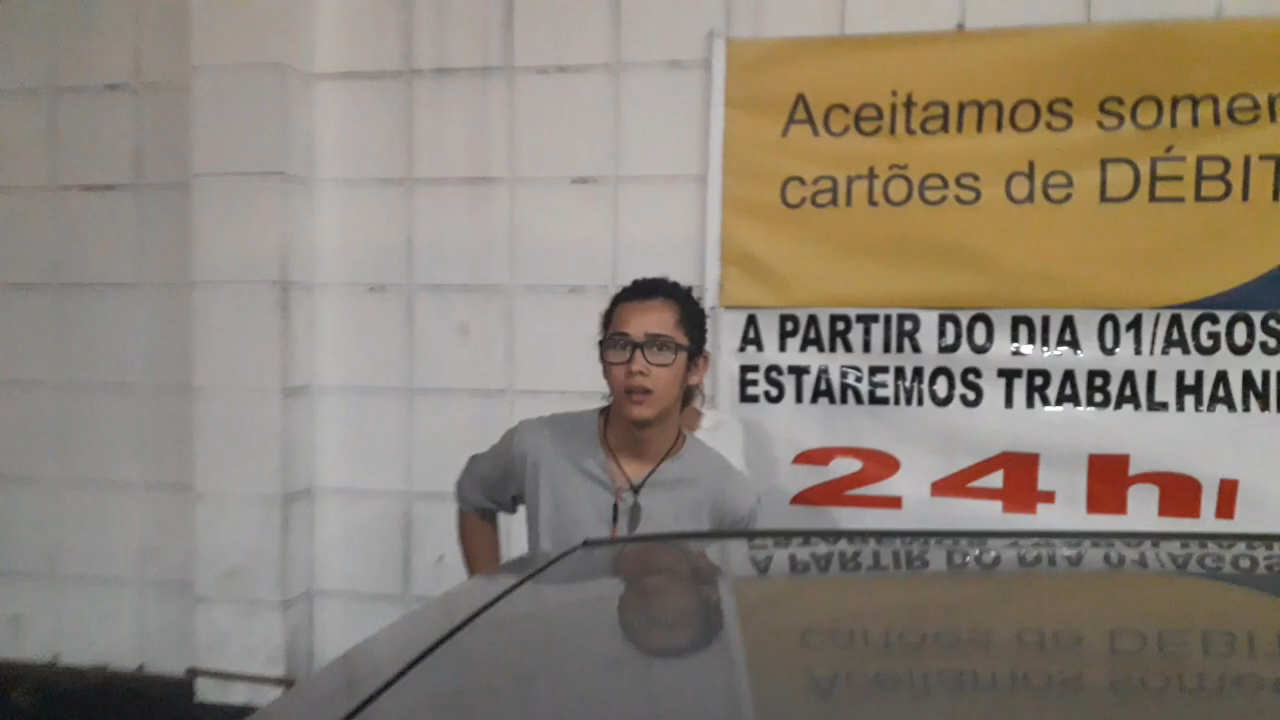 Aceitamos somen
cartões de DÉBIT
A PARTIR DO DIA 01/AGOS
ESTAREMOS TRABALHAN
24h